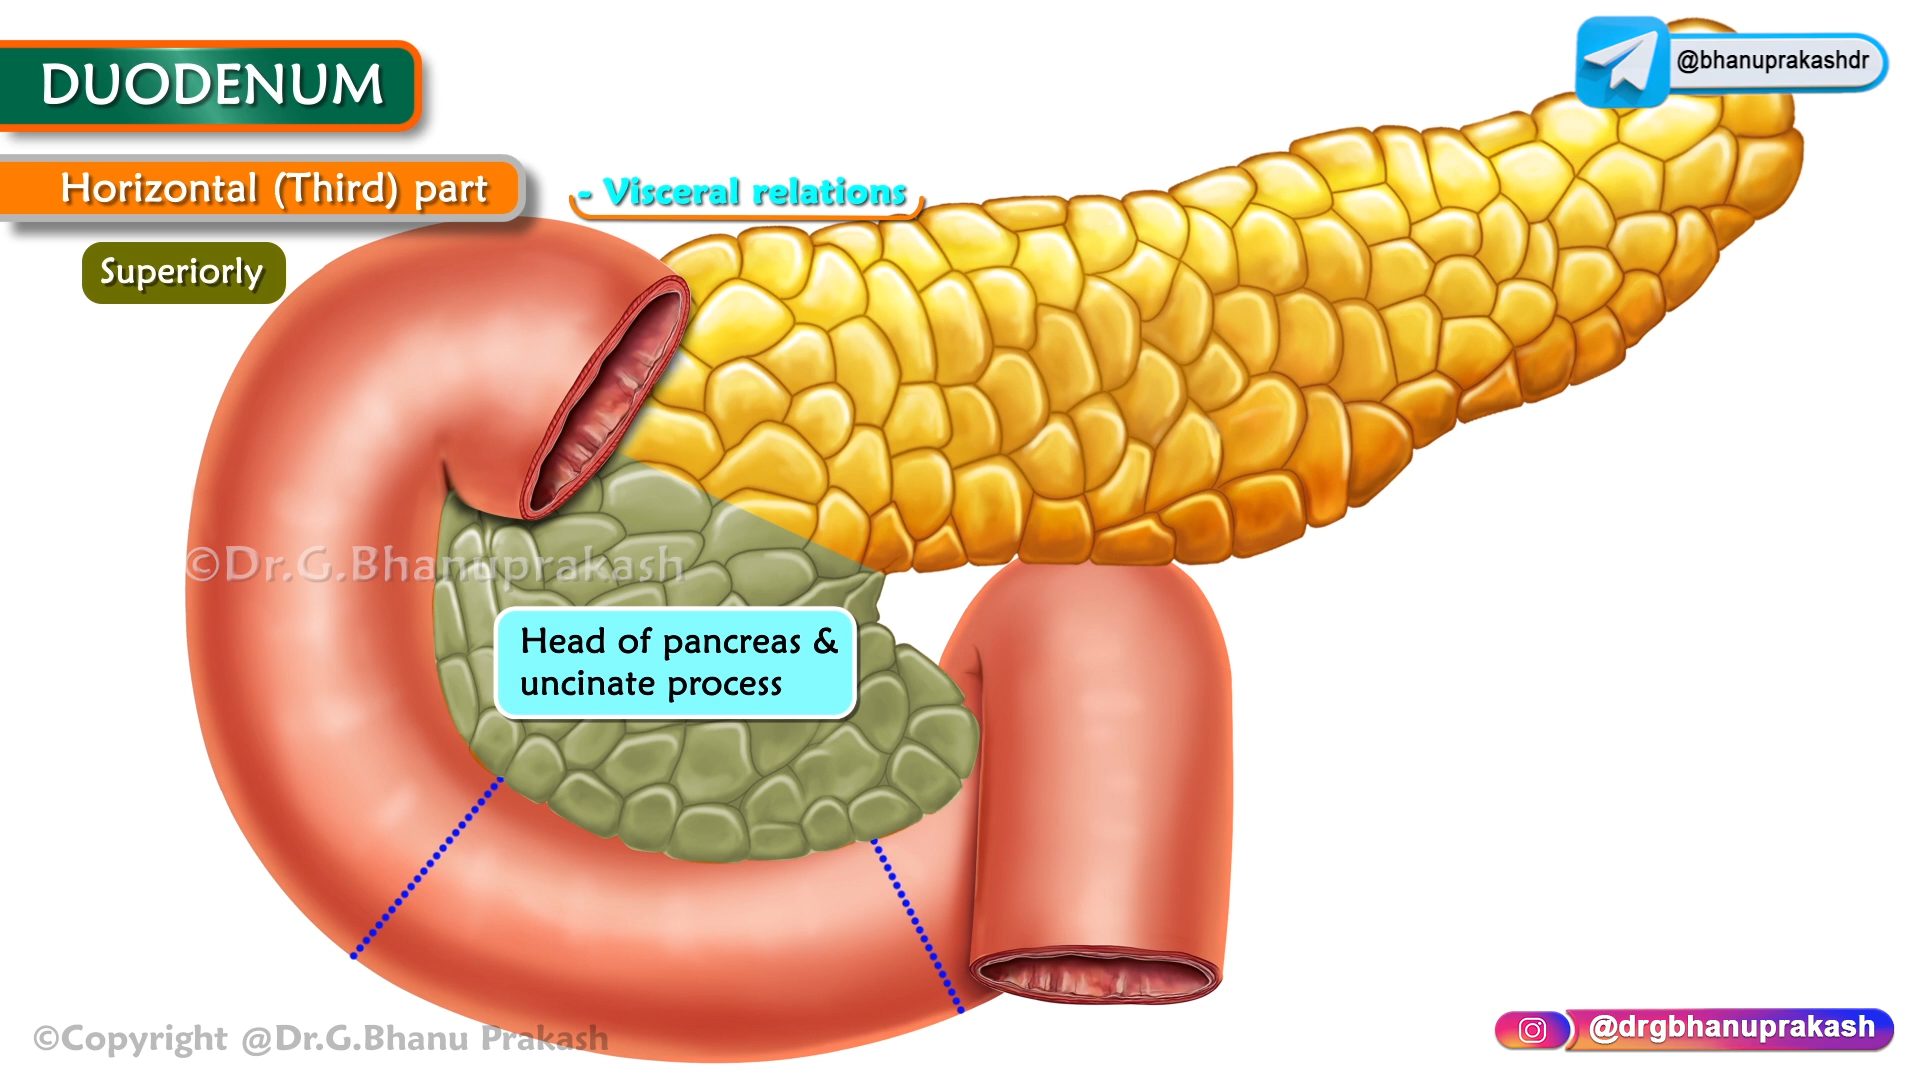 DUODENUM
@bhanuprakashdr
Horizontal (Third) part
- Visceral relations
Superiorly
©Dr.G.Bhanuprakash
Head of pancreas &
uncinate process
©Copyright @Dr.G.Bhanu Prakash
@drgbhanuprakash